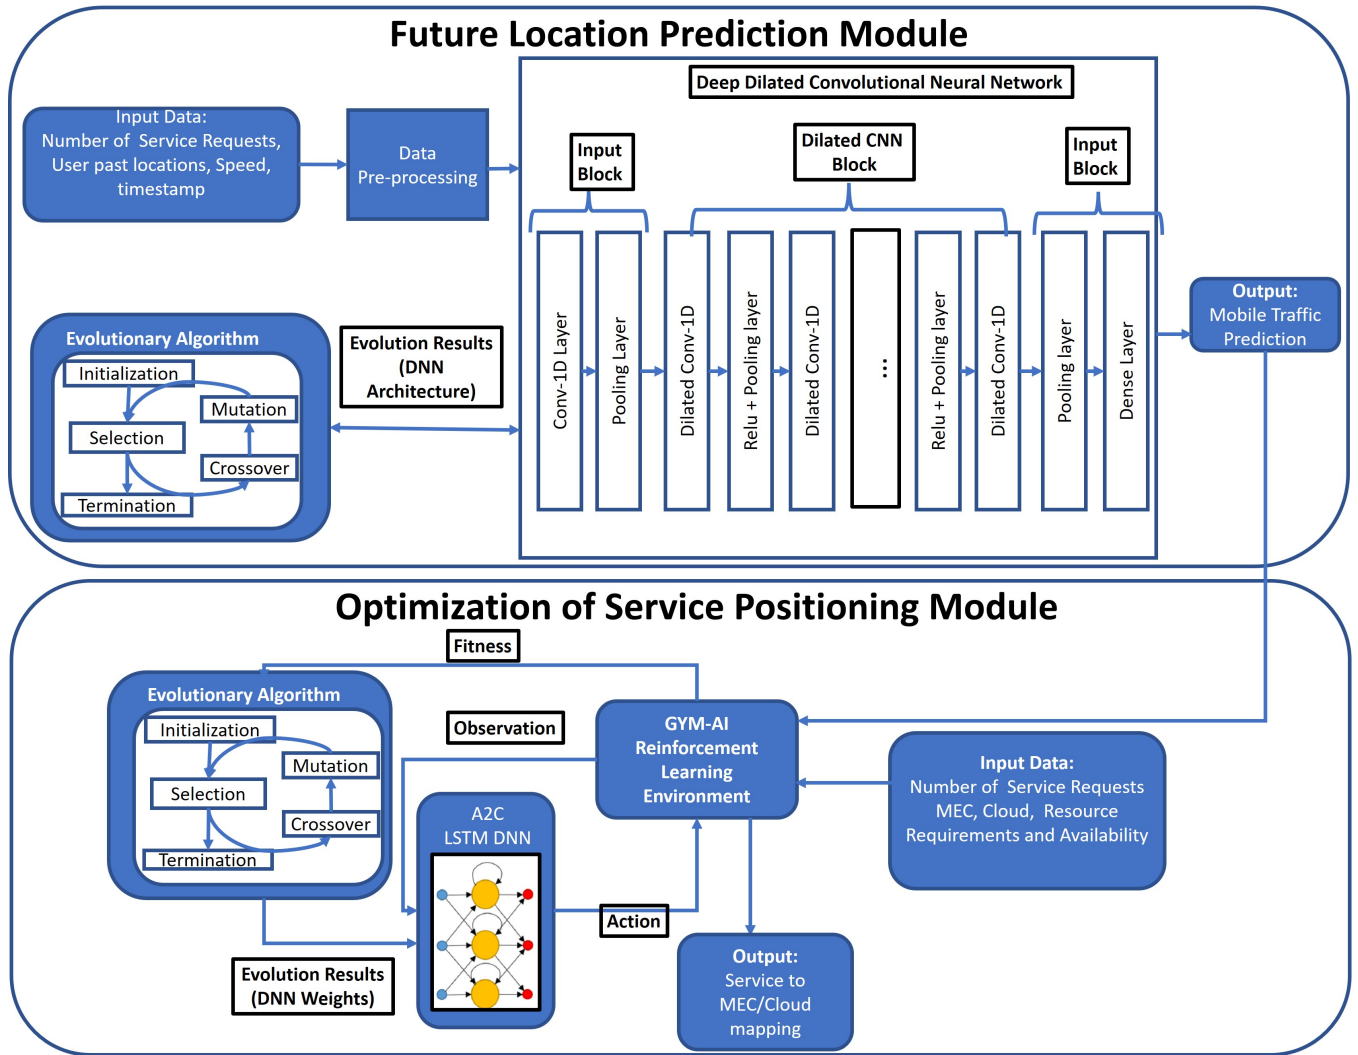 Future Location Prediction Module
Deep Dilated Convolutional Neural Network
Input Data:
Number of Service Requests,
User past locations, Speed,
timestamp
Data
Pre-processing
Input
Block
Dilated CNN
Block
Input
Block
Conv-1D Layer
Pooling Layer
Dilated Conv-1D
Relu + Pooling layer
Dilated Conv-1D
...
Relu + Pooling layer
Dilated Conv-1D
Pooling layer
Dense Layer
Output:
Mobile Traffic
Prediction
Evolutionary Algorithm
Initialization
Mutation
Selection
Crossover
Termination
Evolution Results
(DNN
Architecture)
Optimization of Service Positioning Module
Fitness
Evolutionary Algorithm
Initialization
Mutation
Selection
Crossover
Termination
Observation
GYM-AI
Reinforcement
Learning
Environment
Input Data:
Number of Service Requests
MEC, Cloud, Resource
Requirements and Availability
A2C
LSTM DNN
Action
Evolution Results
(DNN Weights)
Output:
Service to
MEC/Cloud
mapping